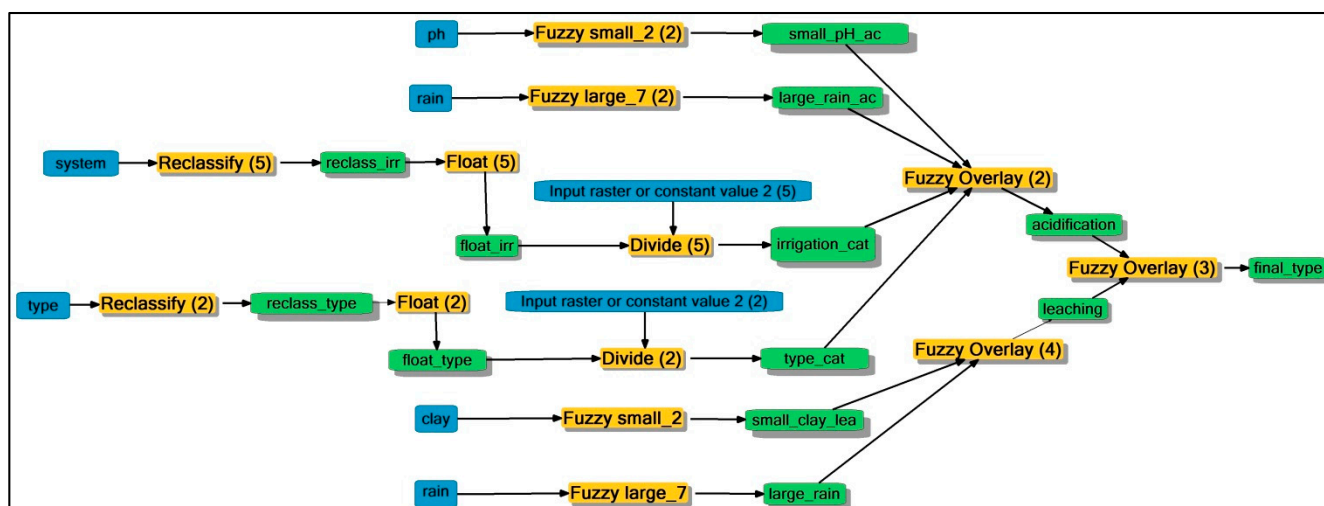 ph
Fuzzy small_2 (2)
small_pH_ac
rain
Fuzzy large_7 (2)
large_rain_ac
system
Reclassify (5)
reclass_irr
Float (5)
Fuzzy Overlay (2)
Input raster or constant value 2 (5)
float_irr
Divide (5)
irrigation_cat
acidification
Fuzzy Overlay (3)
final_type
type
Reclassify (2)
reclass_type
Float (2)
Input raster or constant value 2 (2)
leaching
float_type
Divide (2)
type_cat
Fuzzy Overlay (4)
clay
Fuzzy small_2
small_clay_lea
rain
Fuzzy large_7
large_rain